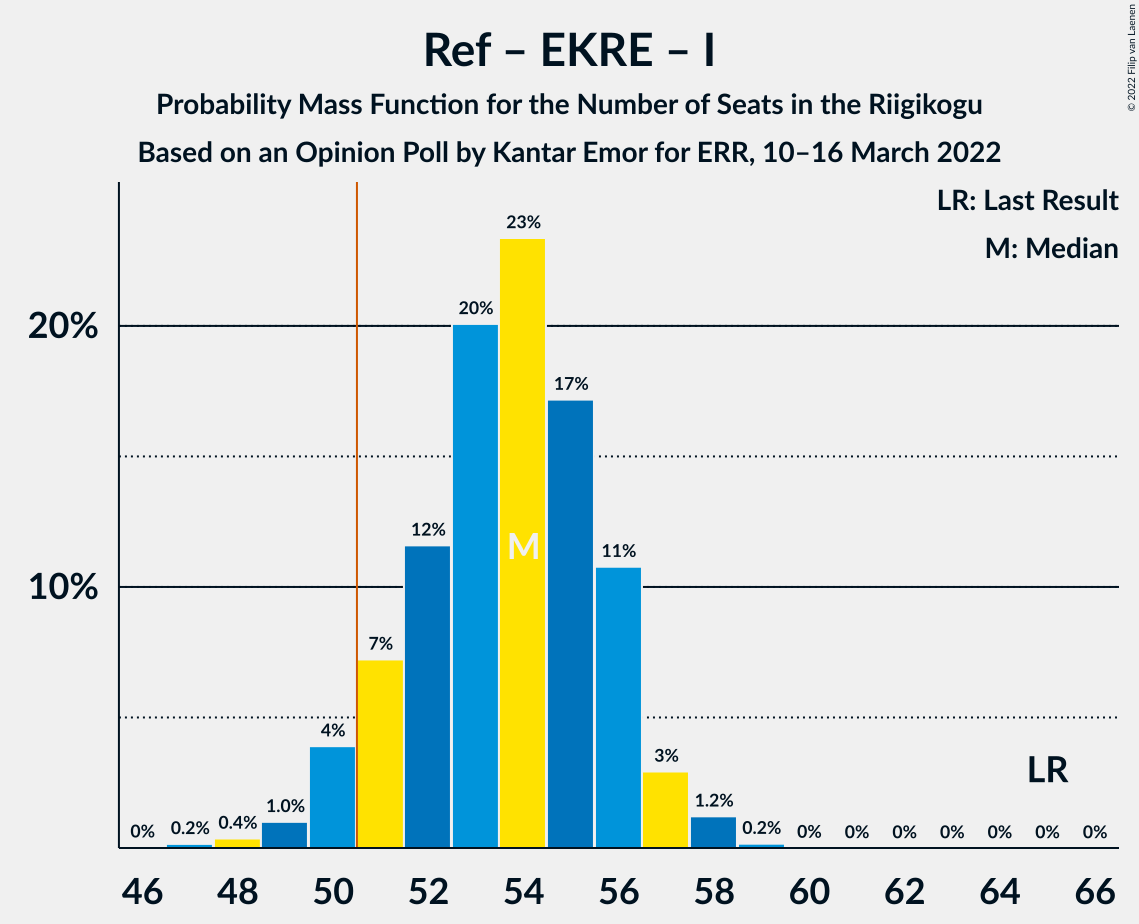 Ref – EKRE – I
Probability Mass Function for the Number of Seats in the Riigikogu
Based on an Opinion Poll by Kantar Emor for ERR, 10–16 March 2022
© 2022 Filip van Laenen
LR: Last Result
M: Median
23%
20%
20%
17%
12%
M
11%
10%
7%
4%
3%
LR
1.0%
1.2%
0%
0.2%
0.4%
0.2%
0%
0%
0%
0%
0%
0%
0%
46 48 50 52 54 56 58 60 62 64 66